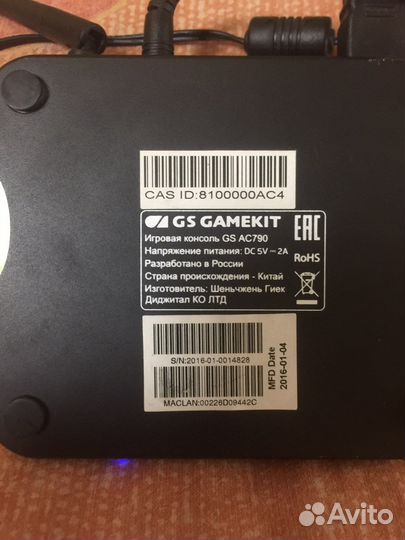 CAS ID:8100000AC4
GS GAMEKIT
EAC
Игровая консоль GS AC790
Напряжение питания: DC 5V ⎓ 2A
RoHS
Разработано в России
Страна происхождения - Китай
Изготовитель: Шеньчжень Гиек
Диджитал КО ЛТД
S/N:2016-01-0014828
MACLAN:00226D09442C
MFD Date
2016-01-04
Avito